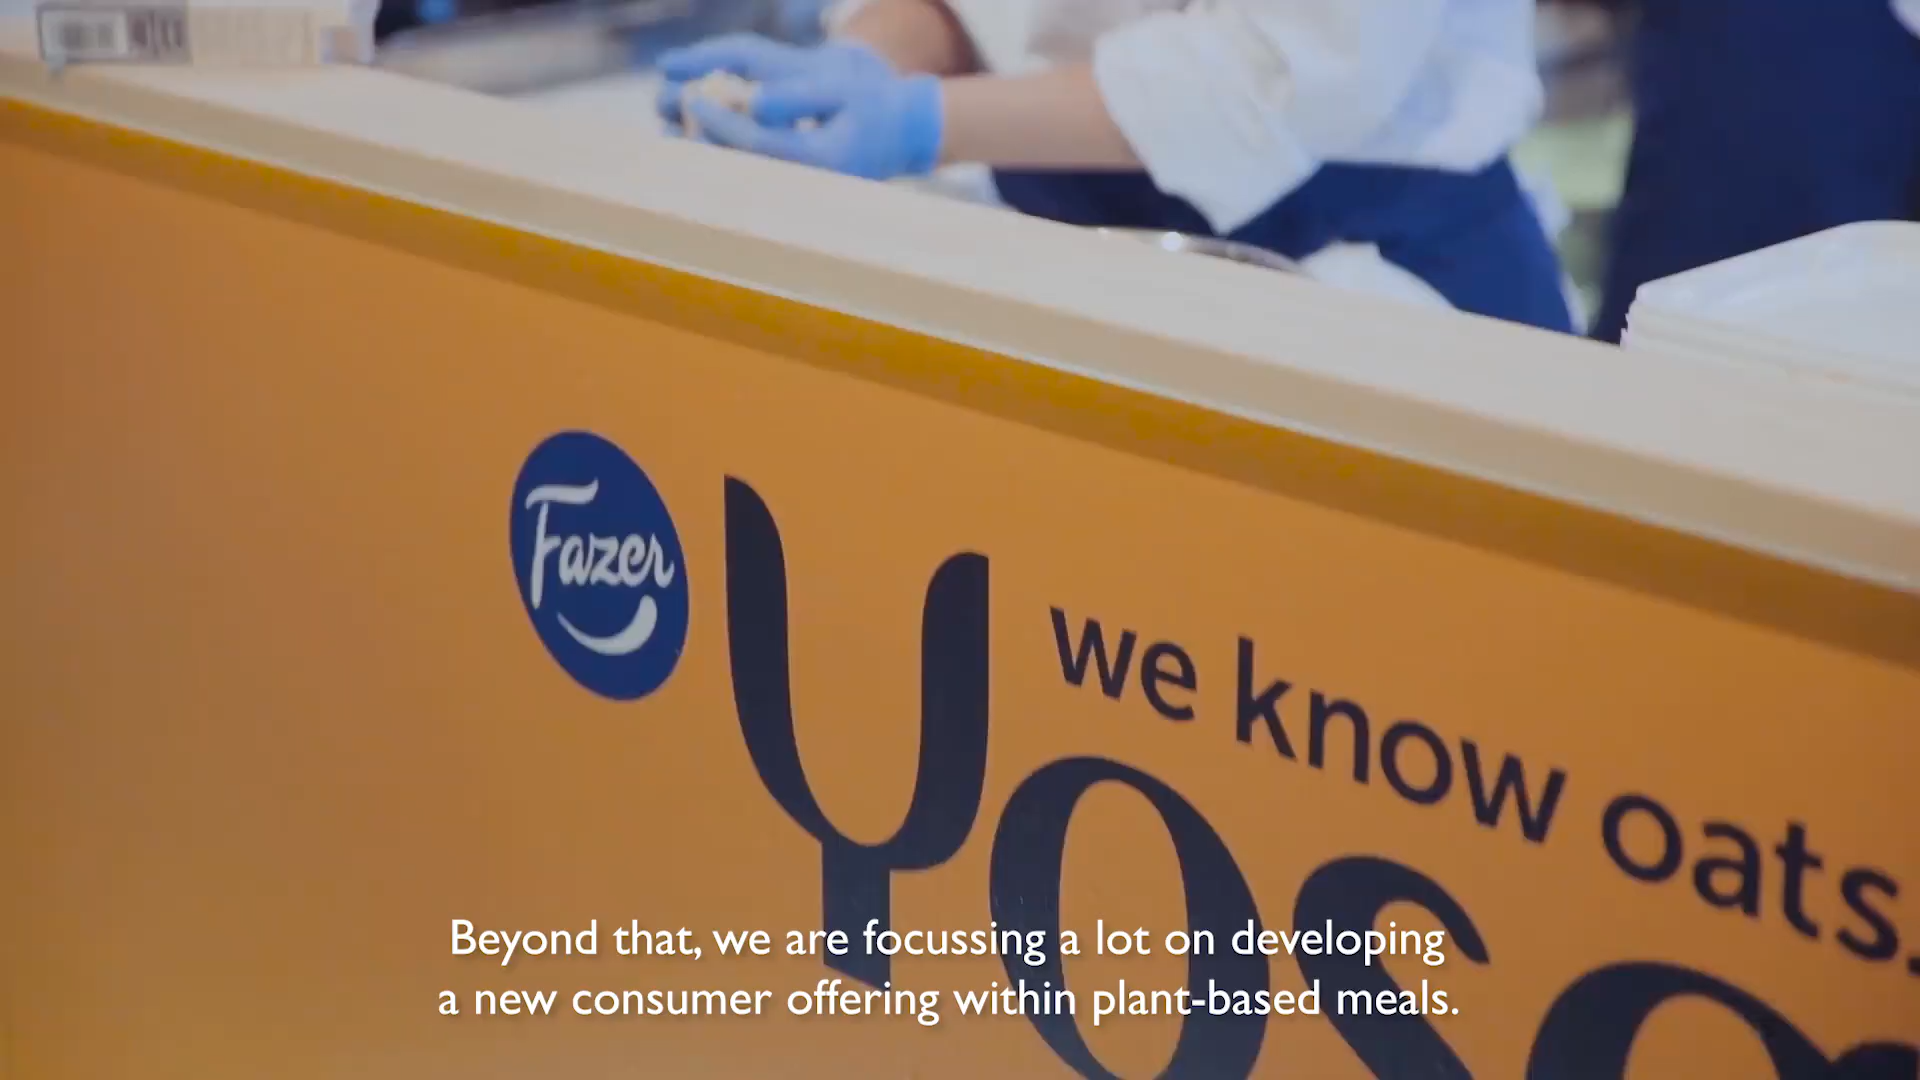 Fazer
we know oats.
Yosa
Beyond that, we are focussing a lot on developing
a new consumer offering within plant-based meals.